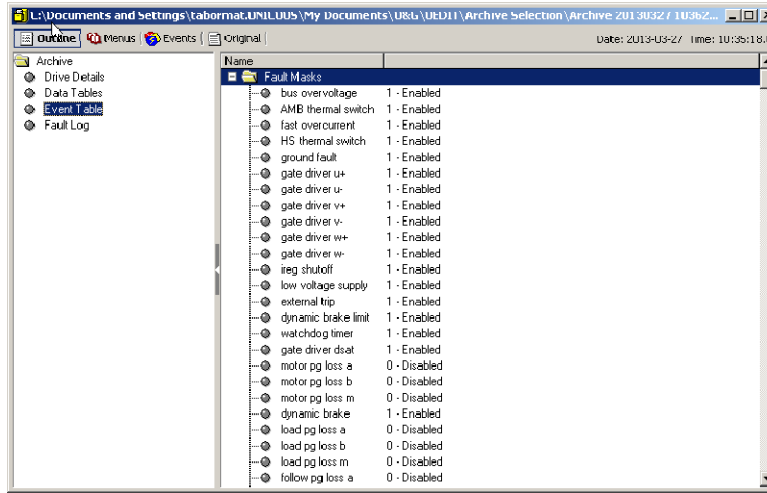 C:\Documents and Settings\tabormat.UNICOUS\My Documents\U&G\UEDIT\Archive Selection\Archive 20130327 10362...
Outline Menus Events Original Date: 2013-03-27 Time: 10:35:18.
Archive
Drive Details
Data Tables
Event Table
Fault Log
Name
Fault Masks
bus overvoltage 1 - Enabled
AMB thermal switch 1 - Enabled
fast overcurrent 1 - Enabled
HS thermal switch 1 - Enabled
ground fault 1 - Enabled
gate driver u+ 1 - Enabled
gate driver u- 1 - Enabled
gate driver v+ 1 - Enabled
gate driver v- 1 - Enabled
gate driver w+ 1 - Enabled
gate driver w- 1 - Enabled
ireg shutoff 1 - Enabled
low voltage supply 1 - Enabled
external trip 1 - Enabled
dynamic brake limit 1 - Enabled
watchdog timer 1 - Enabled
gate driver dsat 1 - Enabled
motor pg loss a 0 - Disabled
motor pg loss b 0 - Disabled
motor pg loss m 0 - Disabled
dynamic brake 1 - Enabled
load pg loss a 0 - Disabled
load pg loss b 0 - Disabled
load pg loss m 0 - Disabled
follow pg loss a 0 - Disabled